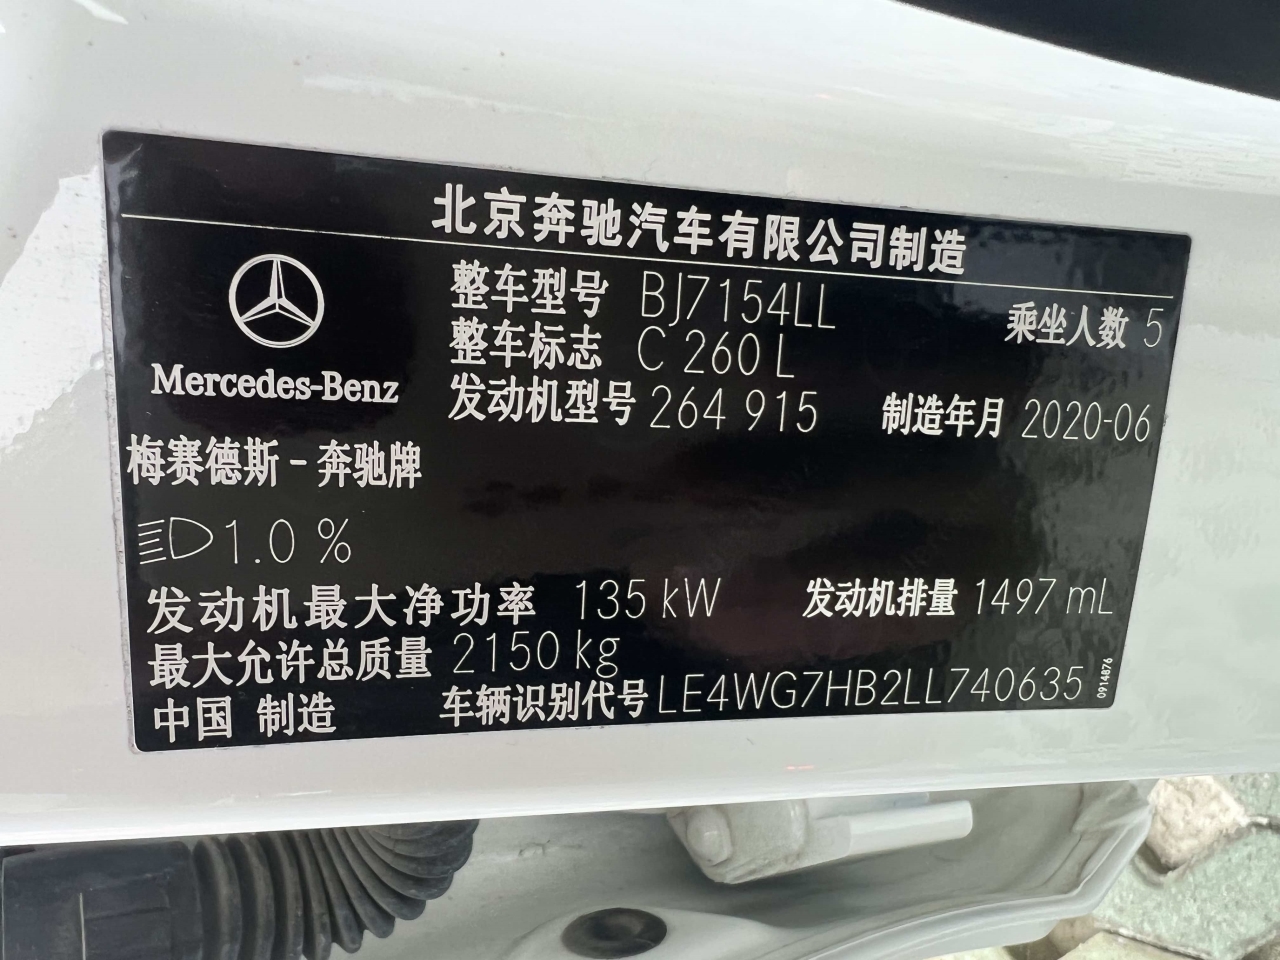 北京奔驰汽车有限公司制造
整车型号 BJ7154LL 乘坐人数 5
整车标志 C 260 L
发动机型号 264 915 制造年月 2020-06
Mercedes-Benz
梅赛德斯-奔驰牌
1.0 %
发动机最大净功率 135 kW 发动机排量 1497 mL
最大允许总质量 2150 kg
中国 制造 车辆识别代号 LE4WG7HB2LL740635
0914876